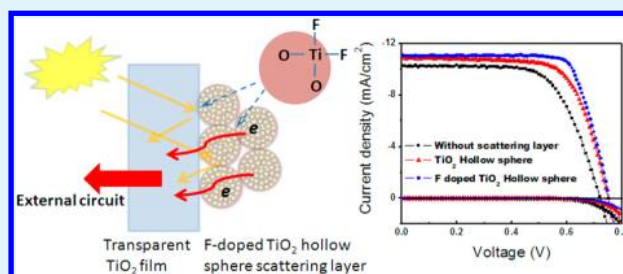 F
O
Ti
F
O
e
e
External circuit
Transparent
TiO2 film
F-doped TiO2 hollow
sphere scattering layer
Current density (mA/cm2)
-12
-8
-4
0
Without scattering layer
TiO2 Hollow sphere
F doped TiO2 Hollow sphere
0.0 0.2 0.4 0.6 0.8
Voltage (V)